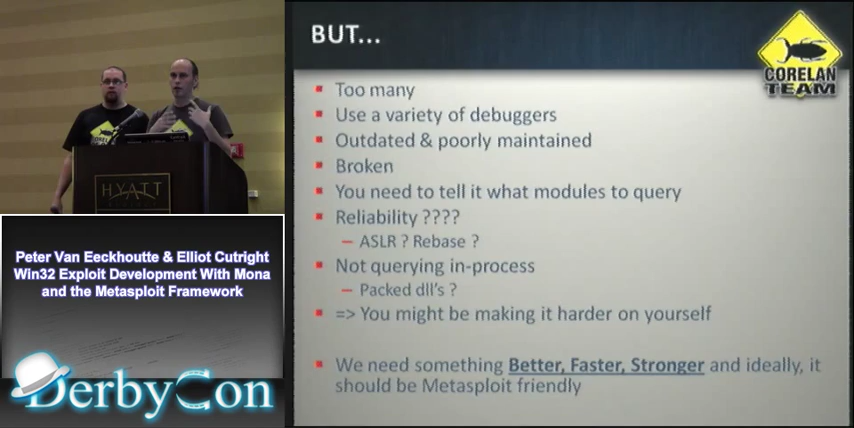 BUT...
CORELAN
TEAM
Too many
Use a variety of debuggers
Outdated & poorly maintained
Broken
You need to tell it what modules to query
Reliability ????
– ASLR ? Rebase ?
Not querying in-process
– Packed dll's ?
=> You might be making it harder on yourself
We need something Better, Faster, Stronger and ideally, it
should be Metasploit friendly
HYATT
Peter Van Eeckhoutte & Elliot Cutright
Win32 Exploit Development With Mona
and the Metasploit Framework
DerbyCon